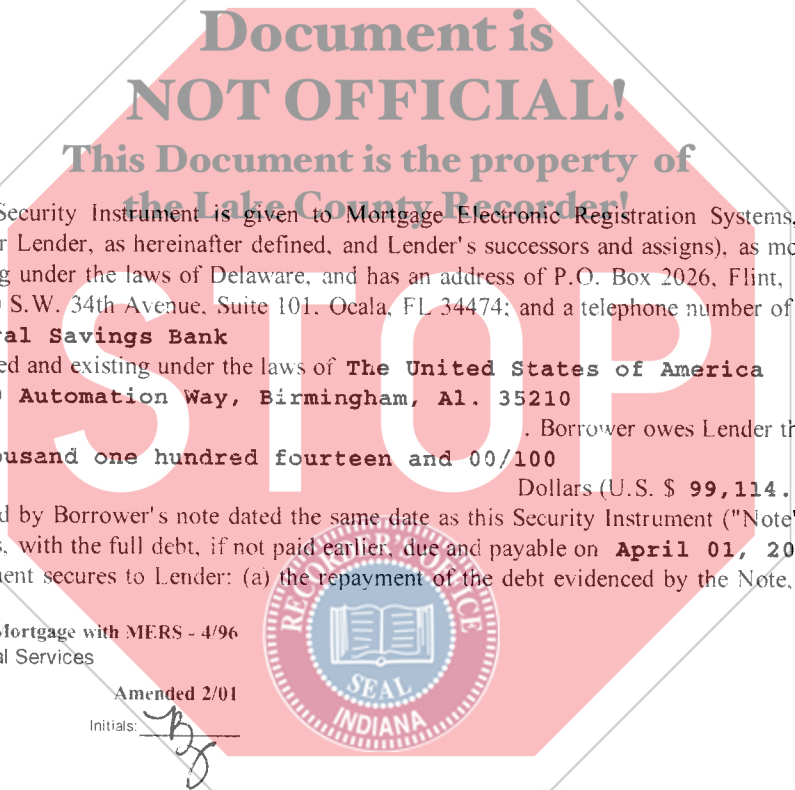 Document is
NOT OFFICIAL!
This Document is the property of
the Lake County Recorder!
Security Instrument is given to Mortgage Electronic Registration Systems,
r Lender, as hereinafter defined, and Lender's successors and assigns), as mo
g under the laws of Delaware, and has an address of P.O. Box 2026, Flint,
S.W. 34th Avenue, Suite 101, Ocala, FL 34474; and a telephone number of
ral Savings Bank
ed and existing under the laws of The United States of America
Automation Way, Birmingham, Al. 35210
. Borrower owes Lender th
ousand one hundred fourteen and 00/100
Dollars (U.S. $ 99,114.
d by Borrower's note dated the same date as this Security Instrument ("Note"
s, with the full debt, if not paid earlier, due and payable on April 01, 20
ment secures to Lender: (a) the repayment of the debt evidenced by the Note,
STOP
Mortgage with MERS - 4/96
al Services
Amended 2/01
Initials:
RECORDER'S OFFICE
SEAL
INDIANA